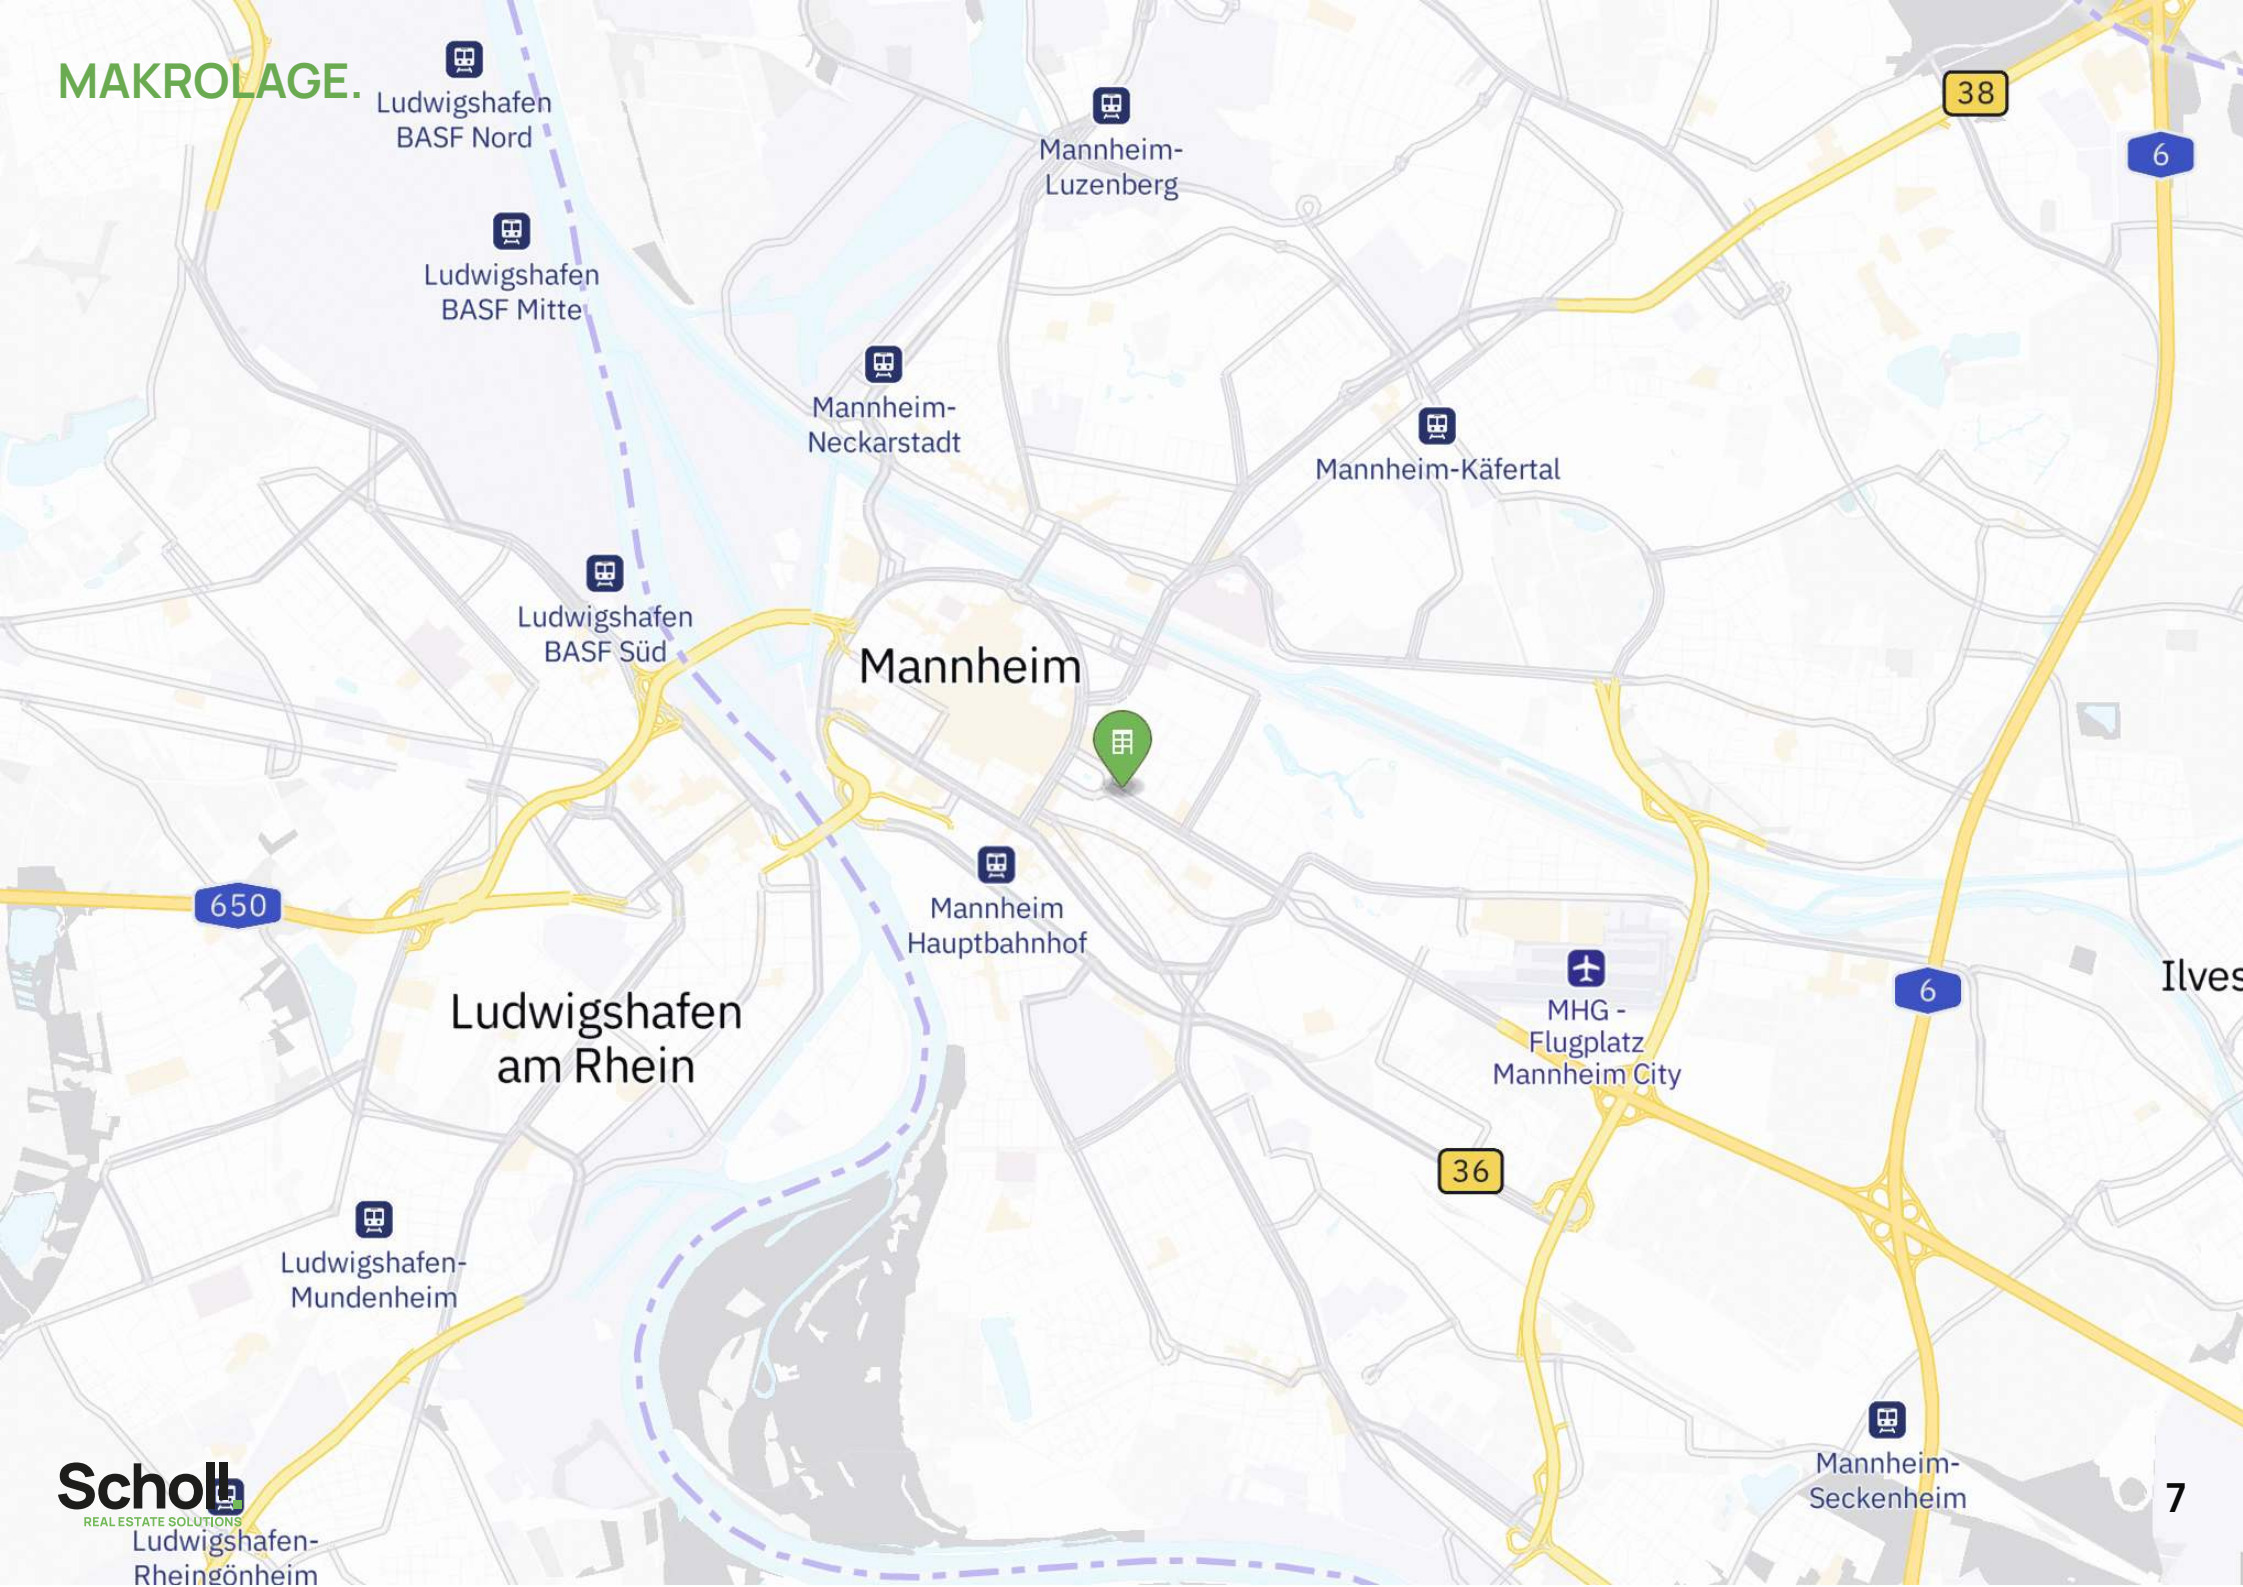 MAKROLAGE.
Ludwigshafen
BASF Nord
38
Mannheim-
Luzenberg
6
Ludwigshafen
BASF Mitte
Mannheim-
Neckarstadt
Mannheim-Käfertal
Ludwigshafen
BASF Süd
Mannheim
650
Mannheim
Hauptbahnhof
Ilves
6
MHG -
Flugplatz
Mannheim City
Ludwigshafen
am Rhein
36
Ludwigshafen-
Mundenheim
Mannheim-
Seckenheim
Scholl.
REAL ESTATE SOLUTIONS
7
Ludwigshafen-
Rheingönheim